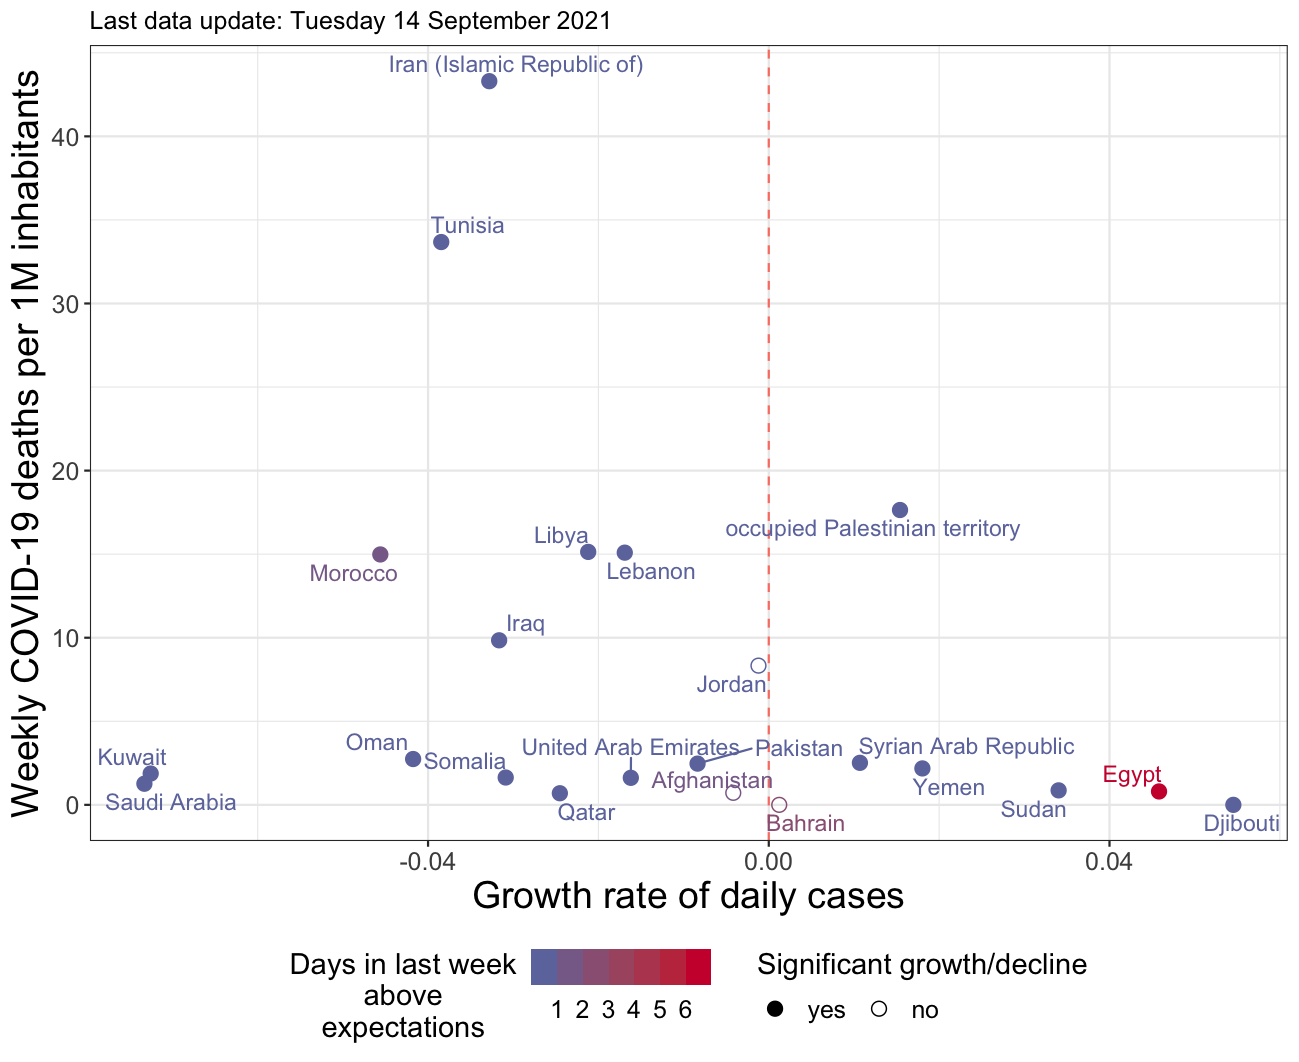 Last data update: Tuesday 14 September 2021
Weekly COVID-19 deaths per 1M inhabitants
40
30
20
10
0
Iran (Islamic Republic of)
Tunisia
occupied Palestinian territory
Libya
Lebanon
Morocco
Iraq
Jordan
Oman
Kuwait
Saudi Arabia
Somalia
United Arab Emirates
Pakistan
Syrian Arab Republic
Afghanistan
Qatar
Bahrain
Yemen
Sudan
Egypt
Djibouti
-0.04
0.00
0.04
Growth rate of daily cases
Days in last week
above
expectations
1 2 3 4 5 6
Significant growth/decline
yes
no